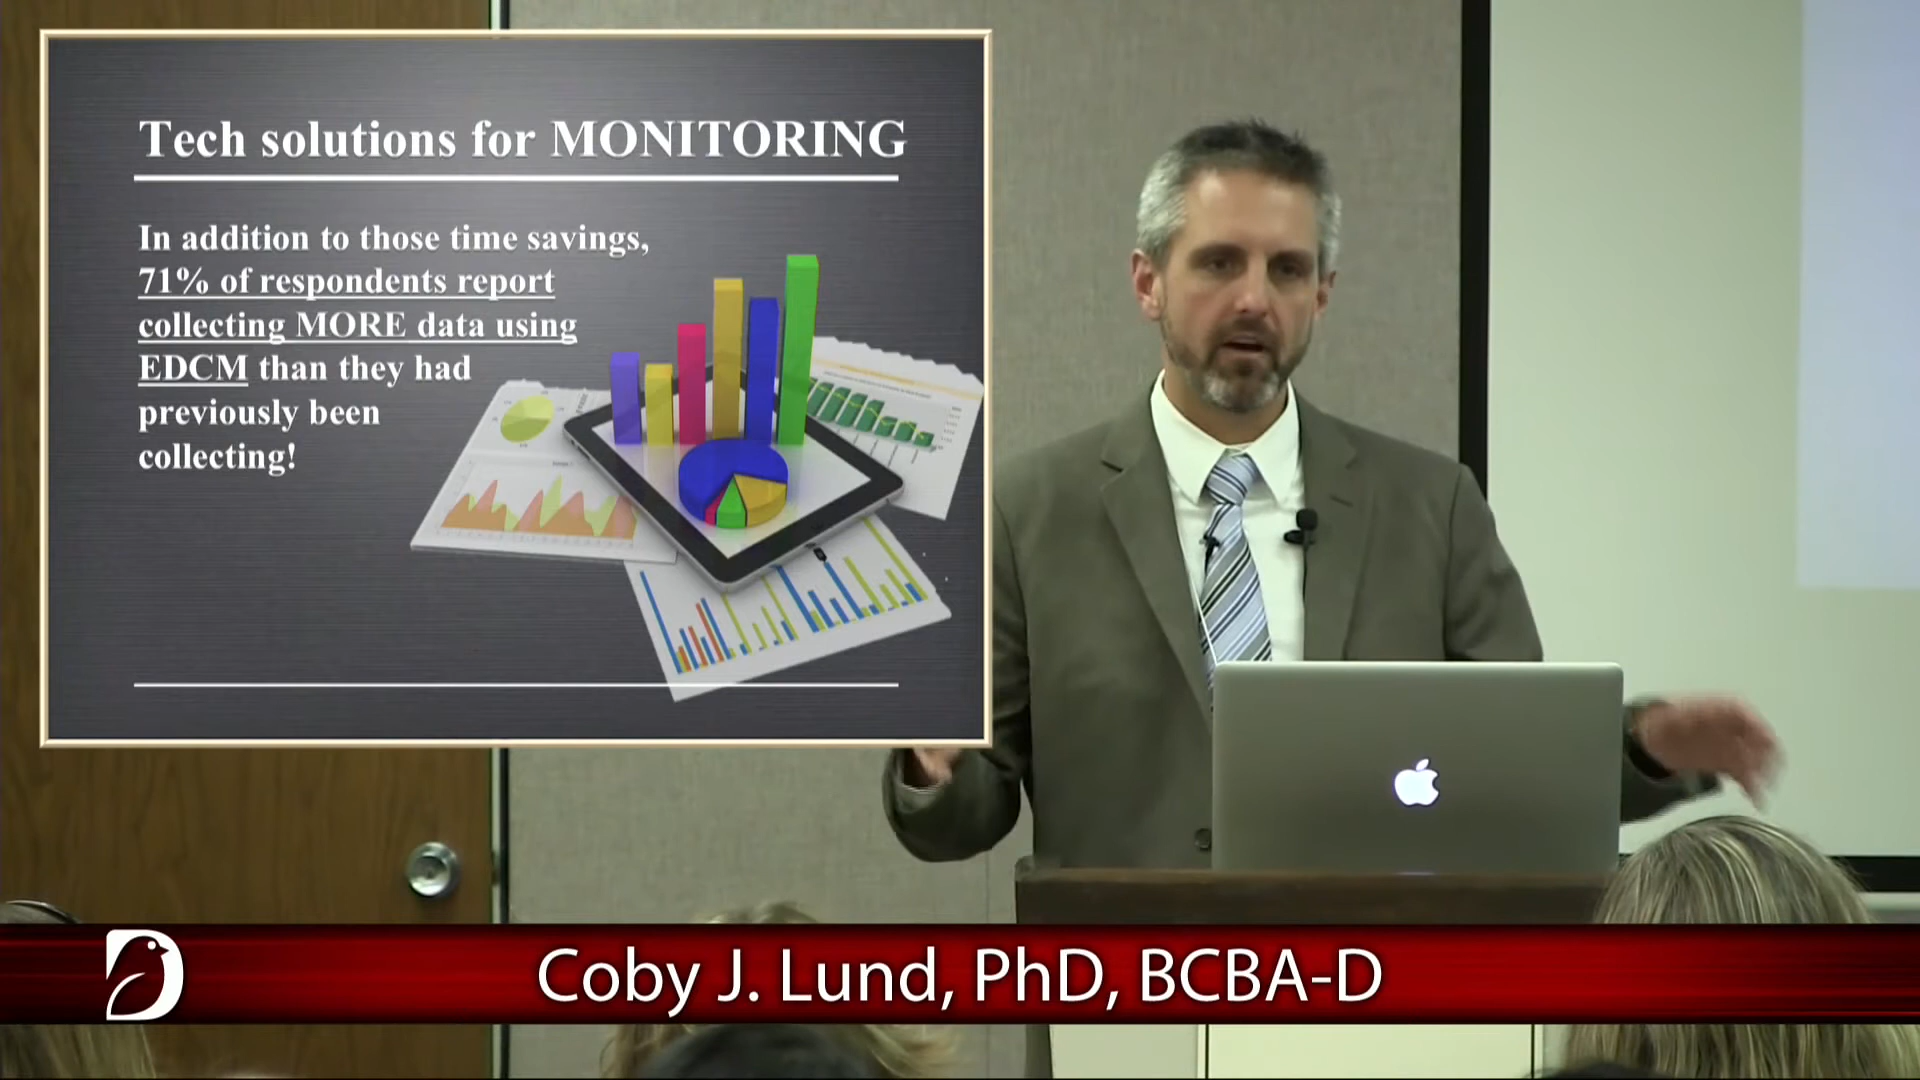 Tech solutions for MONITORING
In addition to those time savings,
71% of respondents report
collecting MORE data using
EDCM than they had
previously been
collecting!
Coby J. Lund, PhD, BCBA-D